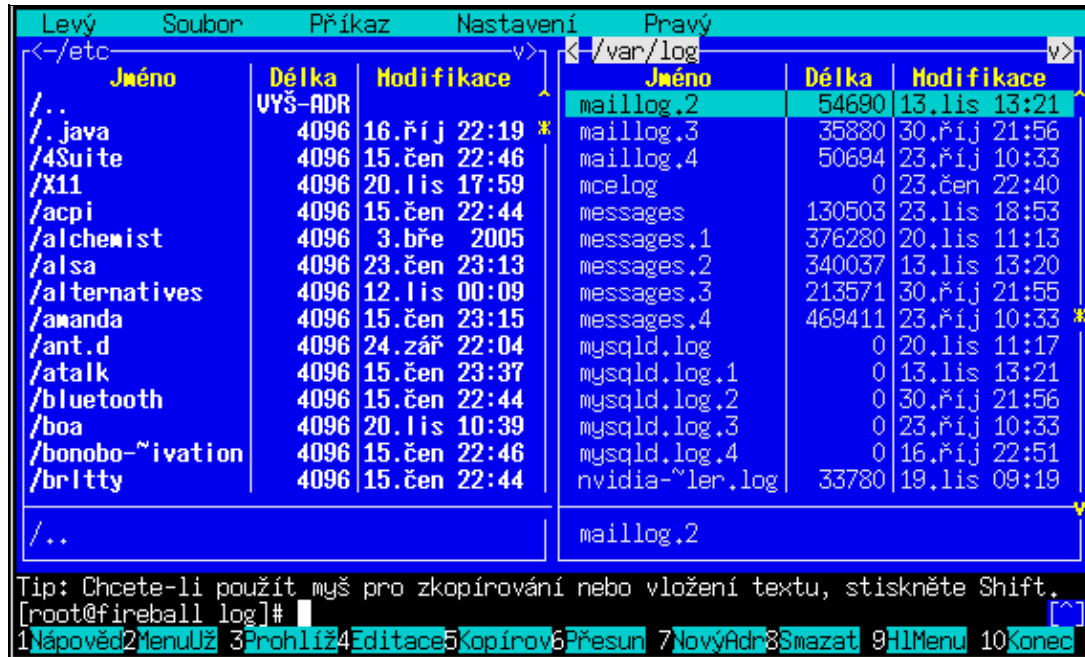 Levý Soubor Příkaz Nastavení Pravý
<-/etc v> < /var/log v>
Jméno Délka Modifikace Jméno Délka Modifikace
/.. VYŠ-ADR maillog.2 54690 13.lis 13:21
/.java 4096 16.říj 22:19 * maillog.3 35880 30.říj 21:56
/4Suite 4096 15.čen 22:46 maillog.4 50694 23.říj 10:33
/X11 4096 20.lis 17:59 mcelog 0 23.čen 22:40
/acpi 4096 15.čen 22:44 messages 130503 23.lis 18:53
/alchemist 4096 3.bře 2005 messages.1 376280 20.lis 11:13
/alsa 4096 23.čen 23:13 messages.2 340037 13.lis 13:20
/alternatives 4096 12.lis 00:09 messages.3 213571 30.říj 21:55
/amanda 4096 15.čen 23:15 messages.4 469411 23.říj 10:33 *
/ant.d 4096 24.zář 22:04 mysqld.log 0 20.lis 11:17
/atalk 4096 15.čen 23:37 mysqld.log.1 0 13.lis 13:21
/bluetooth 4096 15.čen 22:44 mysqld.log.2 0 30.říj 21:56
/boa 4096 20.lis 10:39 mysqld.log.3 0 23.říj 10:33
/bonobo-~ivation 4096 15.čen 22:46 mysqld.log.4 0 16.říj 22:51
/brltty 4096 15.čen 22:44 nvidia-~ler.log 33780 19.lis 09:19
/.. maillog.2
Tip: Chcete-li použít myš pro zkopírování nebo vložení textu, stiskněte Shift.
[root@fireball log]# [^]
1Nápověd2MenuUž 3Prohlíž4Editace5Kopírov6Přesun 7NovýAdr8Smazat 9HlMenu 10Konec